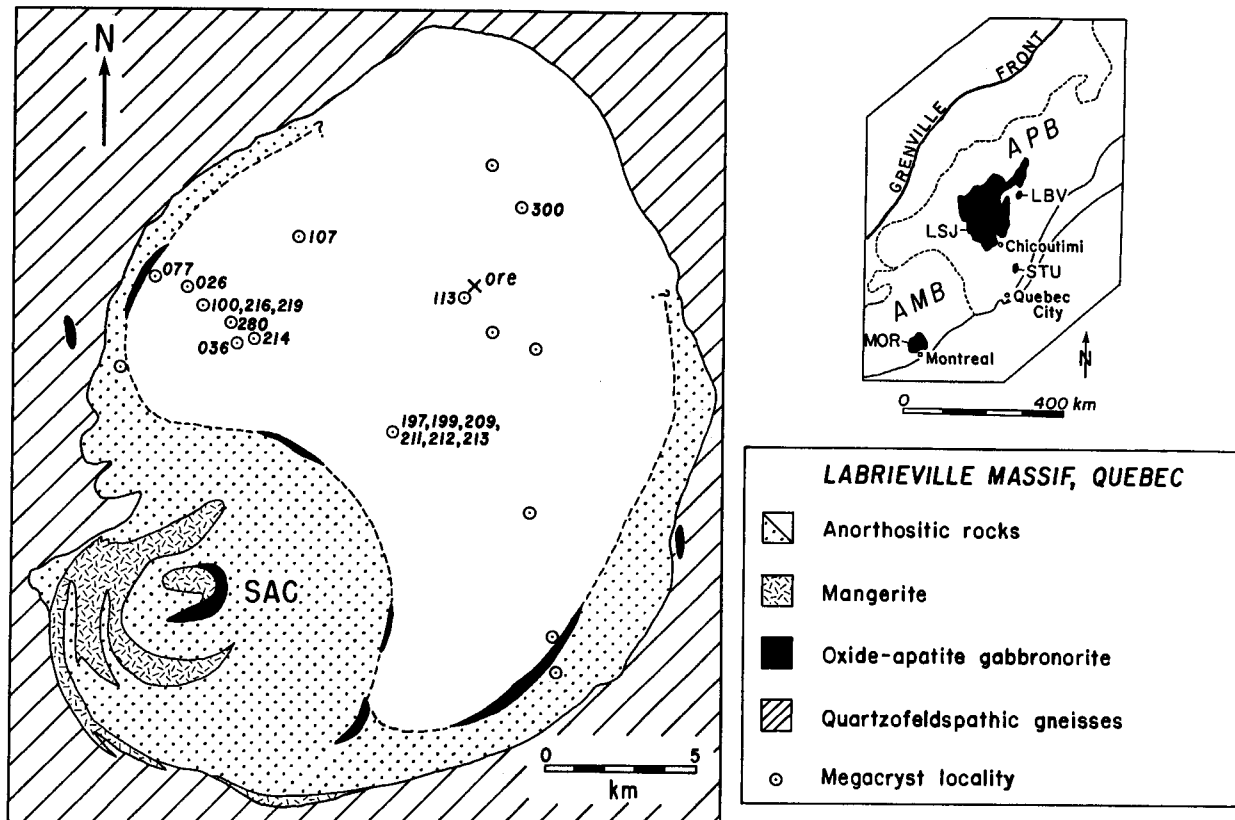 N
?
300
107
077
026
100,216,219
280
036
214
113
ore
?
197,199,209,
211,212,213
SAC
0 5
km
GRENVILLE FRONT
APB
LBV
LSJ
Chicoutimi
STU
Quebec
City
AMB
MOR
Montreal
N
0 400 km
LABRIEVILLE MASSIF, QUEBEC
Anorthositic rocks
Mangerite
Oxide-apatite gabbronorite
Quartzofeldspathic gneisses
Megacryst locality